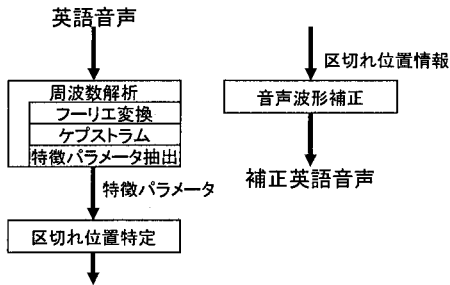 英語音声
周波数解析
フーリエ変換
ケプストラム
特徴パラメータ抽出
特徴パラメータ
区切れ位置特定
区切れ位置情報
音声波形補正
補正英語音声